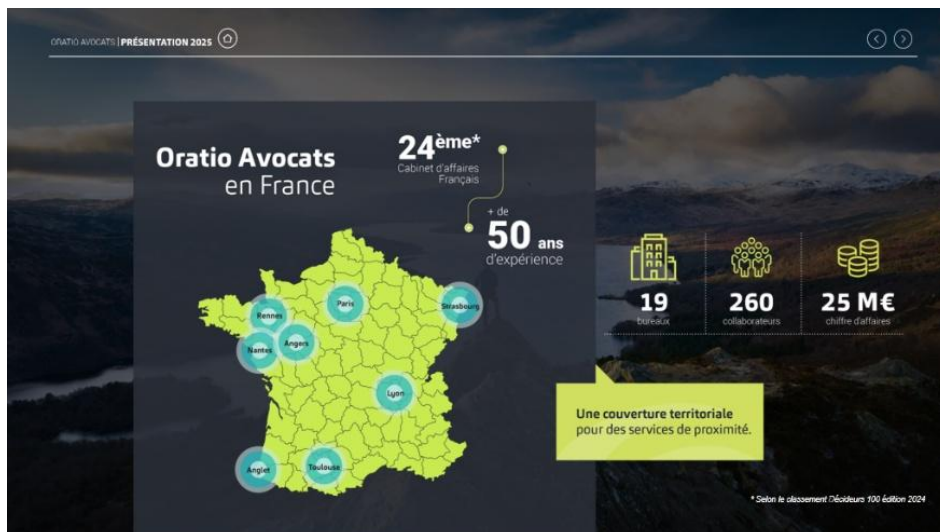 ORATIO AVOCATS | PRÉSENTATION 2025
Oratio Avocats
en France
24ème*
Cabinet d'affaires
Français
+ de
50 ans
d'expérience
Rennes
Paris
Strasbourg
Nantes
Angers
Lyon
Anglet
Toulouse
19
bureaux
260
collaborateurs
25 M€
chiffre d'affaires
Une couverture territoriale
pour des services de proximité.
* Selon le classement Décideurs 100 édition 2024